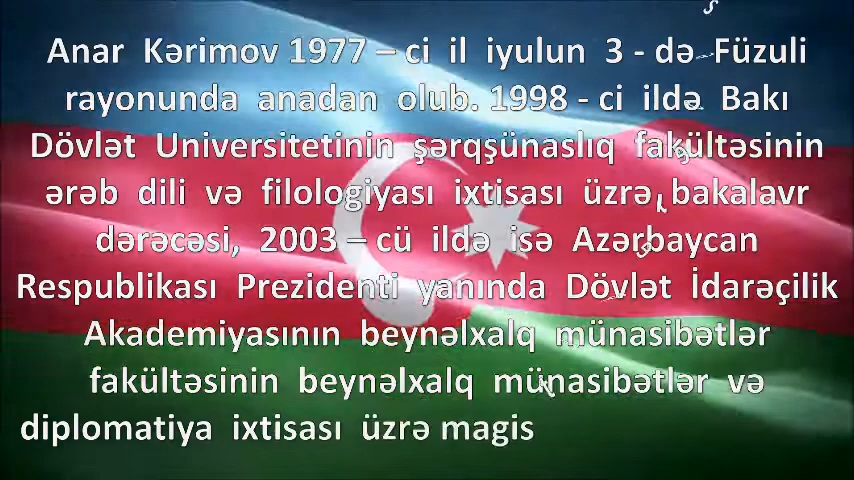 Anar Kərimov 1977 – ci il iyulun 3 - də Füzuli
rayonunda anadan olub. 1998 - ci ildə Bakı
Dövlət Universitetinin şərqşünaslıq fakültəsinin
ərəb dili və filologiyası ixtisası üzrə bakalavr
dərəcəsi, 2003 – cü ildə isə Azərbaycan
Respublikası Prezidenti yanında Dövlət İdarəçilik
Akademiyasının beynəlxalq münasibətlər
fakültəsinin beynəlxalq münasibətlər və
diplomatiya ixtisası üzrə magis